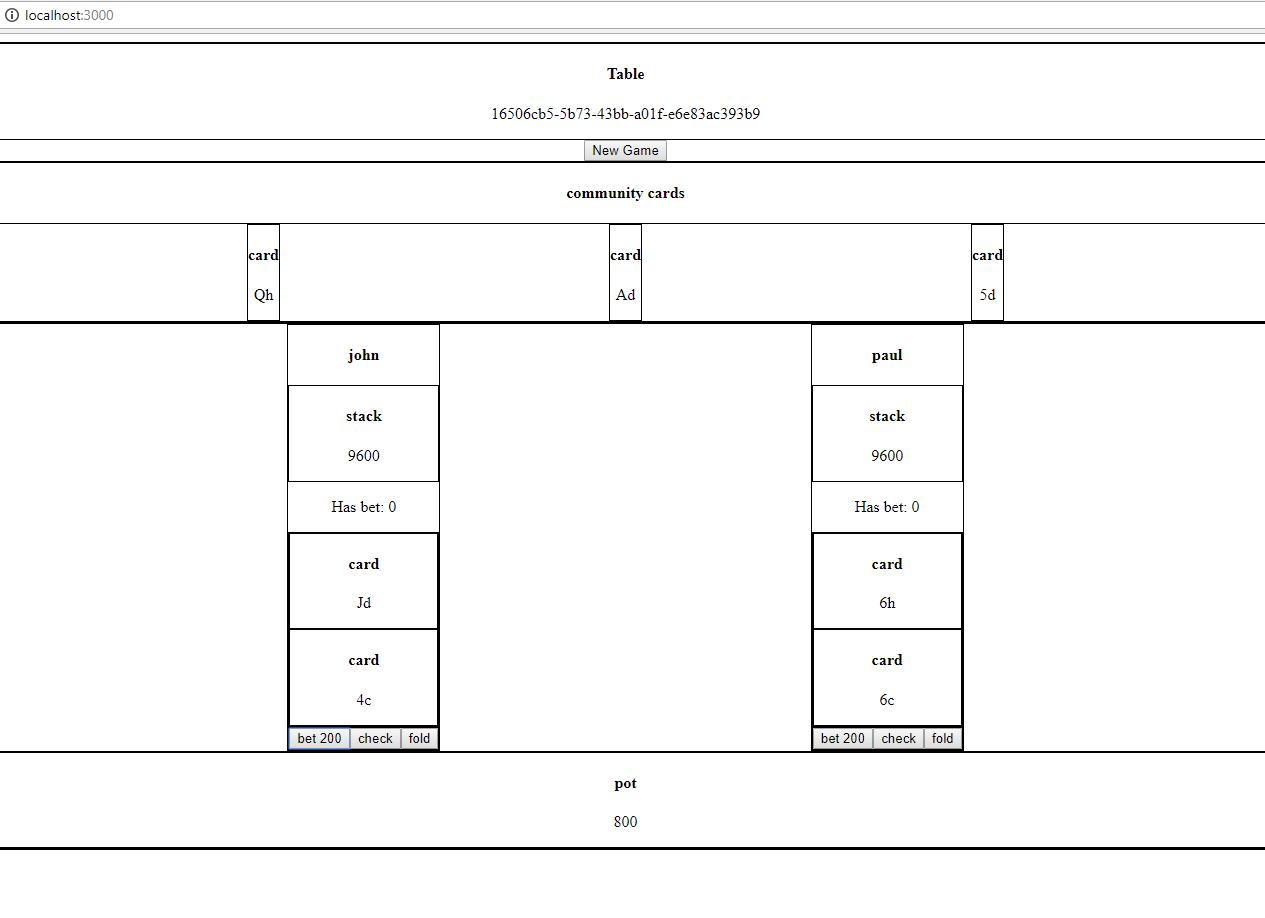 localhost:3000
Table
16506cb5-5b73-43bb-a01f-e6e83ac393b9
New Game
community cards
card card card
Qh Ad 5d
john paul
stack stack
9600 9600
Has bet: 0 Has bet: 0
card card
Jd 6h
card card
4c 6c
bet 200 check fold bet 200 check fold
pot
800